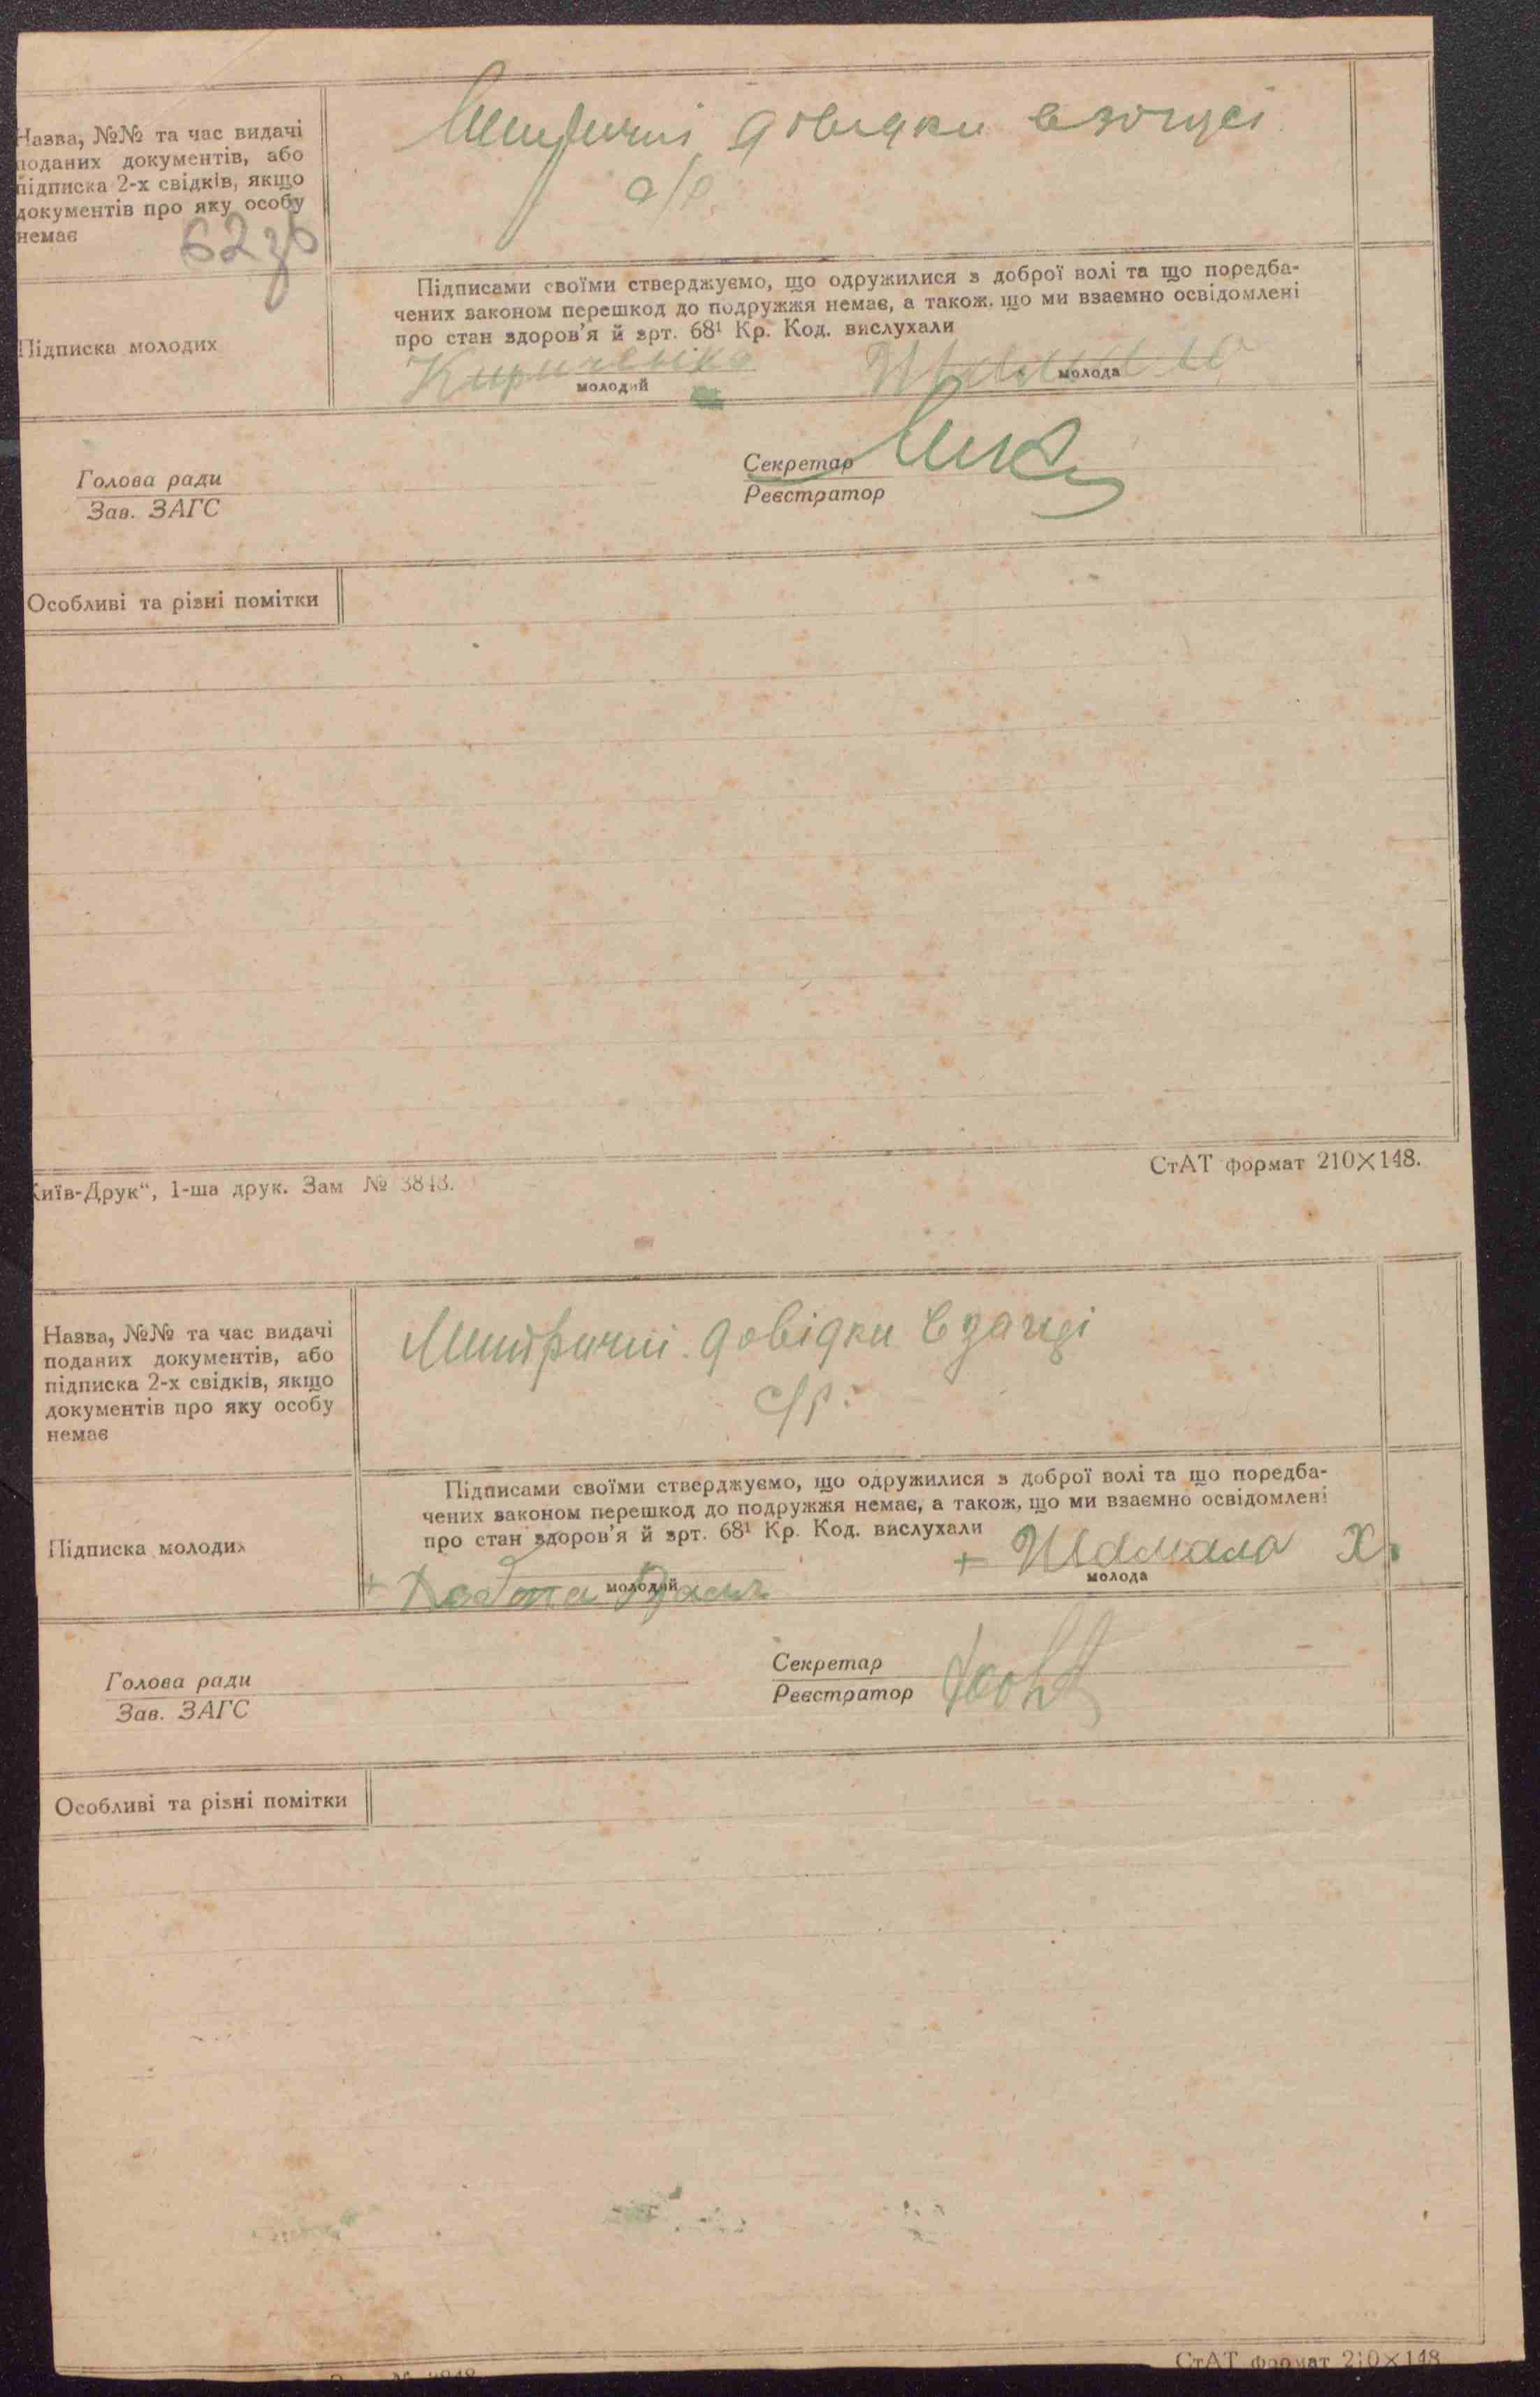 Назва, №№ та час видачі
поданих документів, або
підписка 2-х свідків, якщо
документів про яку особу
немає
62зв
довидки
с/р.
Підписами своїми стверджуємо, що одружилися з доброї волі та що поредба-
чених законом перешкод до подружжя немає, а також, що ми взаємно освідомлені
про стан здоров'я й арт. 68¹ Кр. Код. вислухали
Підписка молодих
Кириченко
молодий
молода
Голова ради
Зав. ЗАГС
Секретар
Реєстратор
Особливі та різні помітки
Київ-Друк“, 1-ша друк. Зам № 3848.
СтАТ формат 210×148.
Назва, №№ та час видачі
поданих документів, або
підписка 2-х свідків, якщо
документів про яку особу
немає
Митричні довідки в загці
с/р.
Підписами своїми стверджуємо, що одружилися з доброї волі та що поредба-
чених законом перешкод до подружжя немає, а також, що ми взаємно освідомлені
про стан здоров'я й арт. 68¹ Кр. Код. вислухали
Підписка молодих
+ Шамала Х.
молодий
молода
Голова ради
Зав. ЗАГС
Секретар
Реєстратор
Особливі та різні помітки
СтАТ формат 210×148